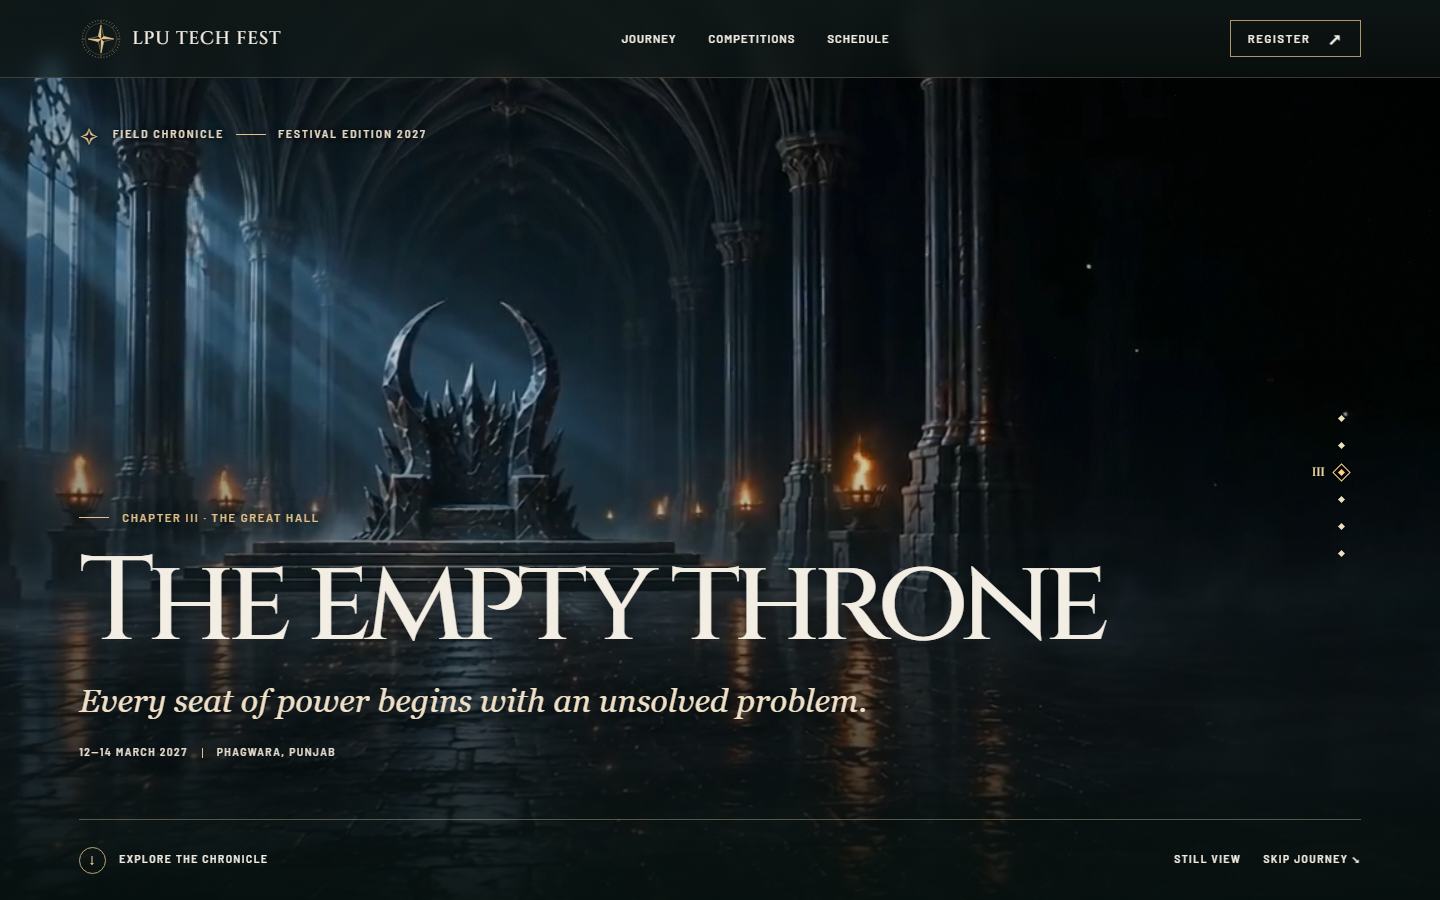 LPU TECH FEST
JOURNEY COMPETITIONS SCHEDULE
REGISTER ↗
FIELD CHRONICLE — FESTIVAL EDITION 2027
III
CHAPTER III · THE GREAT HALL
THE EMPTY THRONE
Every seat of power begins with an unsolved problem.
12–14 MARCH 2027 | PHAGWARA, PUNJAB
↓ EXPLORE THE CHRONICLE
STILL VIEW SKIP JOURNEY ↘